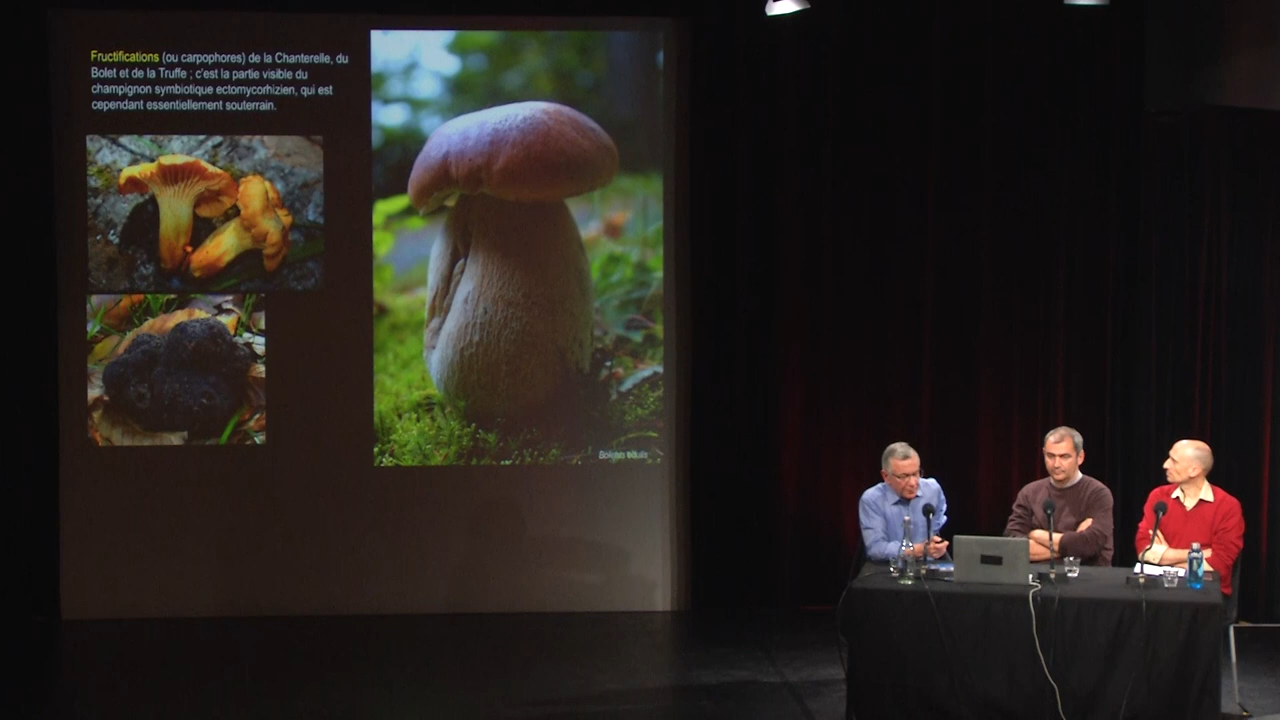 Fructifications (ou carpophores) de la Chanterelle, du
Bolet et de la Truffe ; c'est la partie visible du
champignon symbiotique ectomycorhizien, qui est
cependant essentiellement souterrain.
Boletus edulis